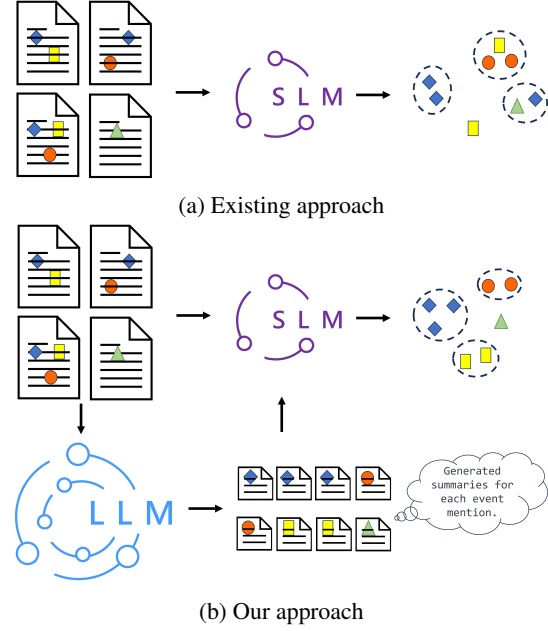 S L M
(a) Existing approach
S L M
L L M
Generated
summaries for
each event
mention.
(b) Our approach